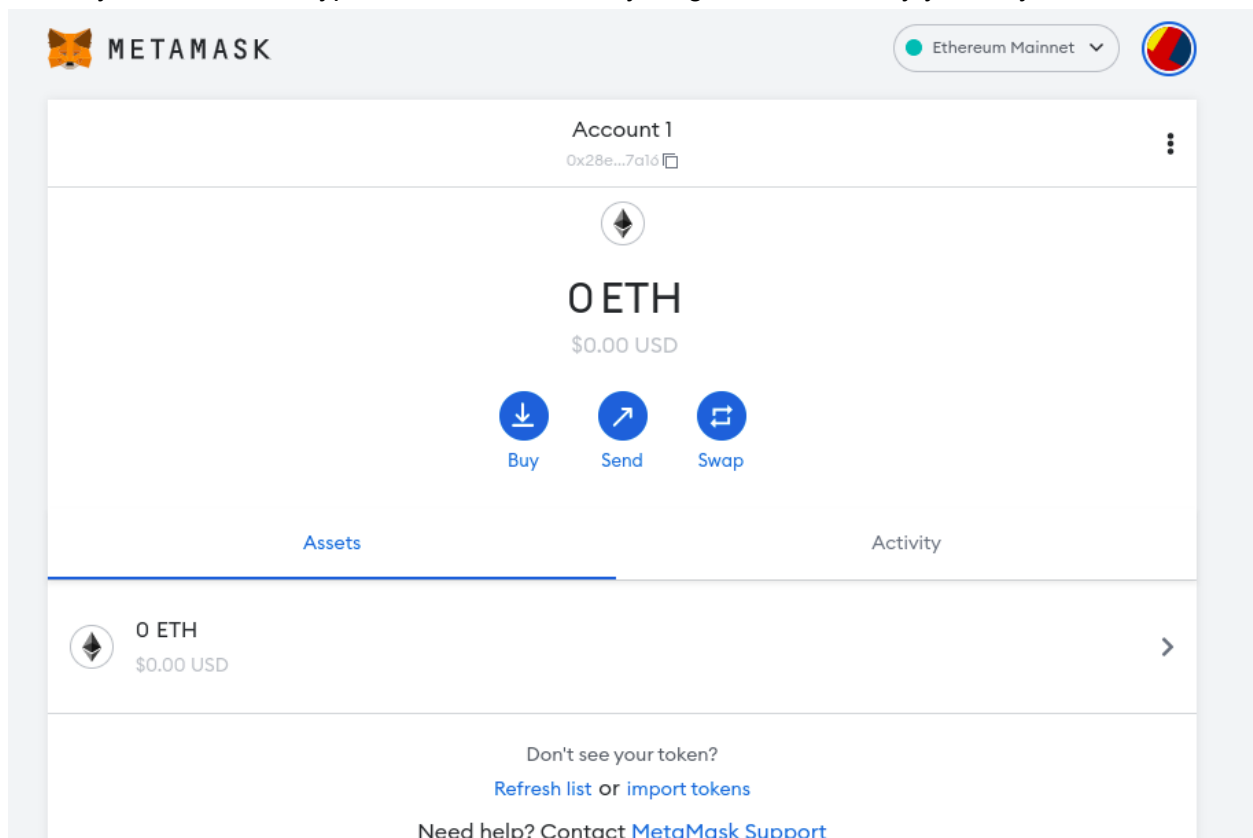 METAMASK
Ethereum Mainnet
Account 1
0x28e...7a16
0 ETH
$0.00 USD
Buy Send Swap
Assets Activity
0 ETH
$0.00 USD
Don't see your token?
Refresh list or import tokens
Need help? Contact MetaMask Support